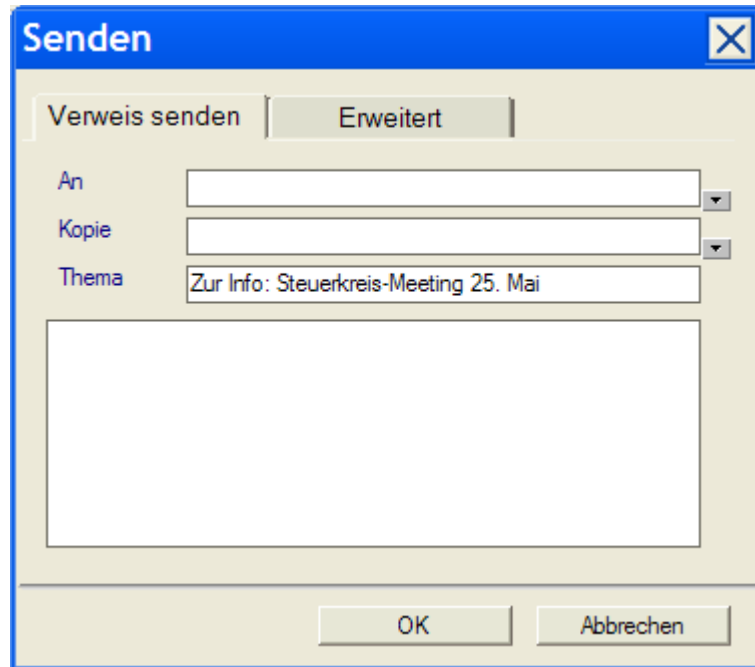 Senden
Verweis senden Erweitert
An
Kopie
Thema Zur Info: Steuerkreis-Meeting 25. Mai
OK Abbrechen